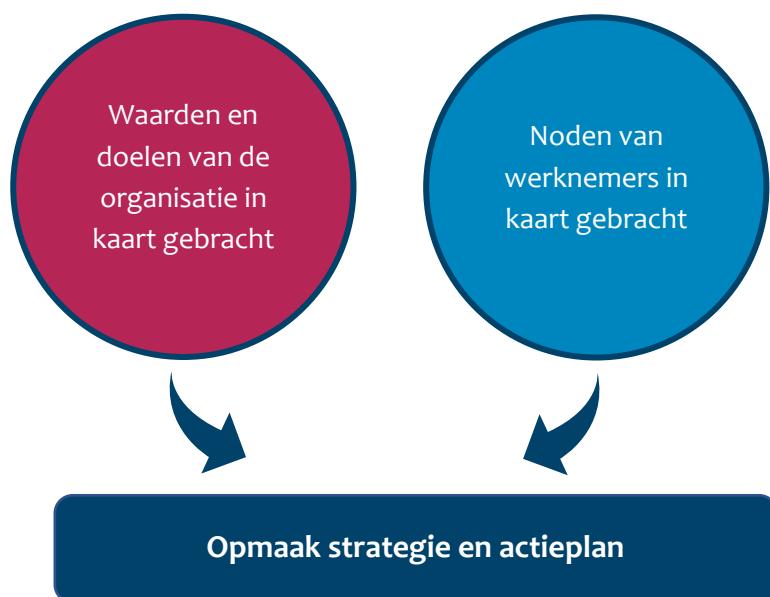 Waarden en
doelen van de
organisatie in
kaart gebracht
Noden van
werknemers in
kaart gebracht
Opmaak strategie en actieplan